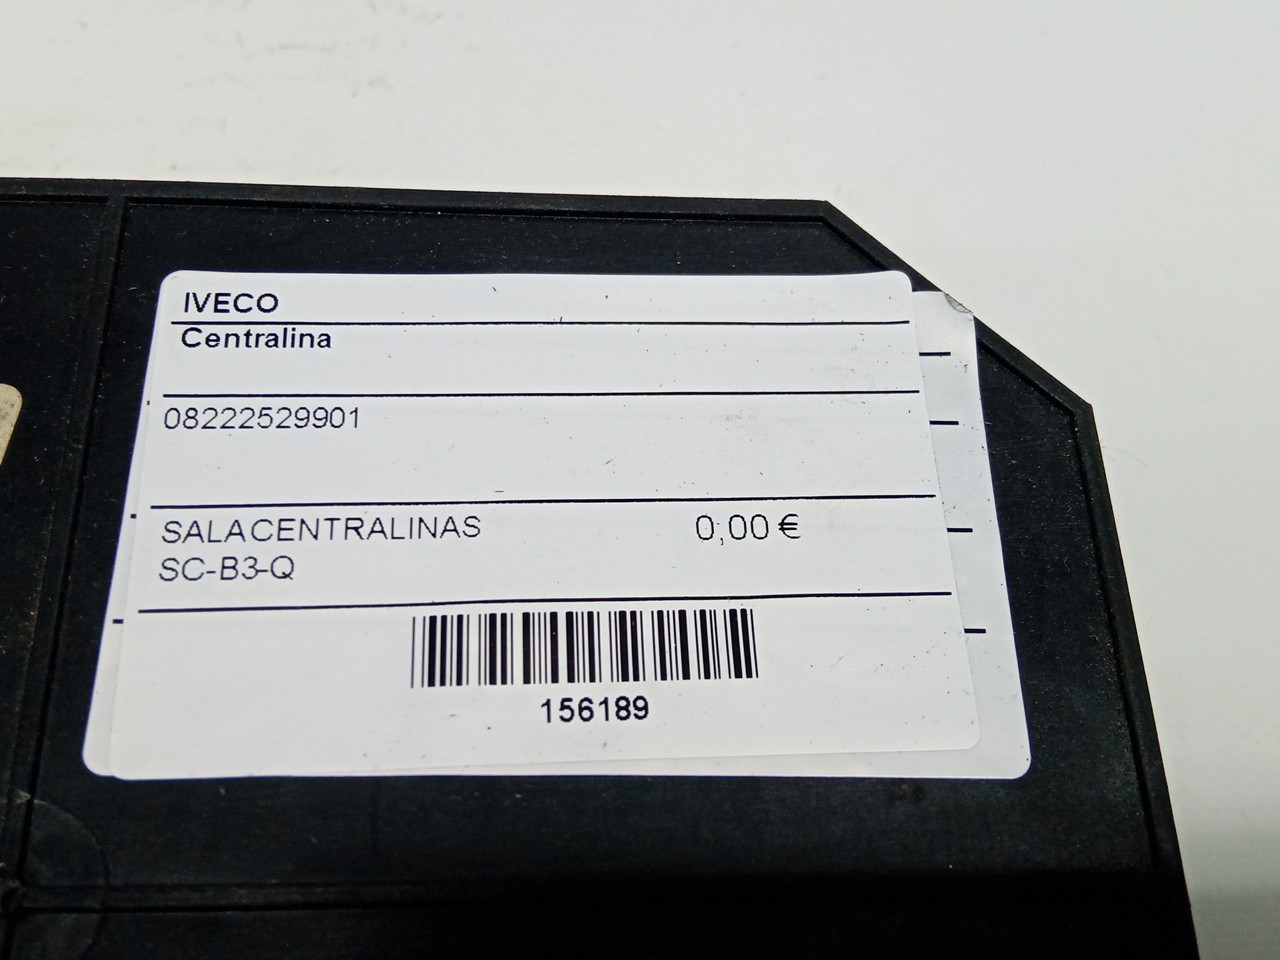 IVECO
Centralina
08222529901
SALACENTRALINAS 0,00 €
SC-B3-Q
156189